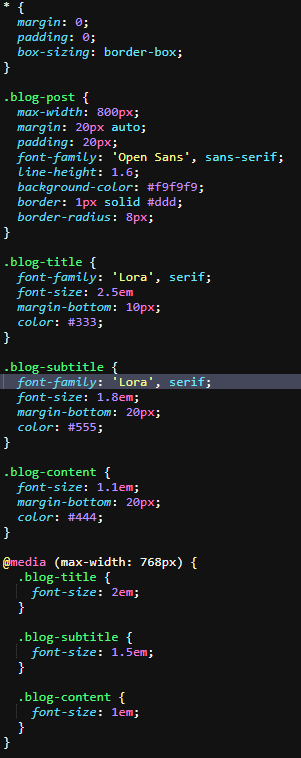 * {
  margin: 0;
  padding: 0;
  box-sizing: border-box;
}

.blog-post {
  max-width: 800px;
  margin: 20px auto;
  padding: 20px;
  font-family: 'Open Sans', sans-serif;
  line-height: 1.6;
  background-color: #f9f9f9;
  border: 1px solid #ddd;
  border-radius: 8px;
}

.blog-title {
  font-family: 'Lora', serif;
  font-size: 2.5em
  margin-bottom: 10px;
  color: #333;
}

.blog-subtitle {
  font-family: 'Lora', serif;
  font-size: 1.8em;
  margin-bottom: 20px;
  color: #555;
}

.blog-content {
  font-size: 1.1em;
  margin-bottom: 20px;
  color: #444;
}

@media (max-width: 768px) {
  .blog-title {
    font-size: 2em;
  }

  .blog-subtitle {
    font-size: 1.5em;
  }

  .blog-content {
    font-size: 1em;
  }
}